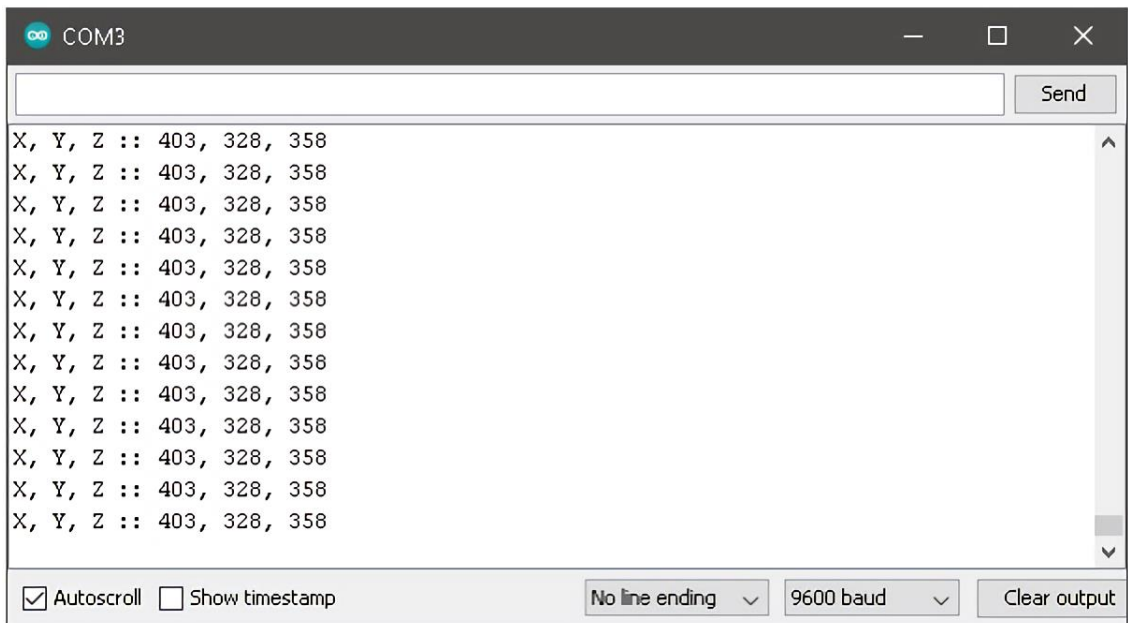 COM3
Send
X, Y, Z :: 403, 328, 358
X, Y, Z :: 403, 328, 358
X, Y, Z :: 403, 328, 358
X, Y, Z :: 403, 328, 358
X, Y, Z :: 403, 328, 358
X, Y, Z :: 403, 328, 358
X, Y, Z :: 403, 328, 358
X, Y, Z :: 403, 328, 358
X, Y, Z :: 403, 328, 358
X, Y, Z :: 403, 328, 358
X, Y, Z :: 403, 328, 358
X, Y, Z :: 403, 328, 358
X, Y, Z :: 403, 328, 358
Autoscroll Show timestamp No line ending 9600 baud Clear output